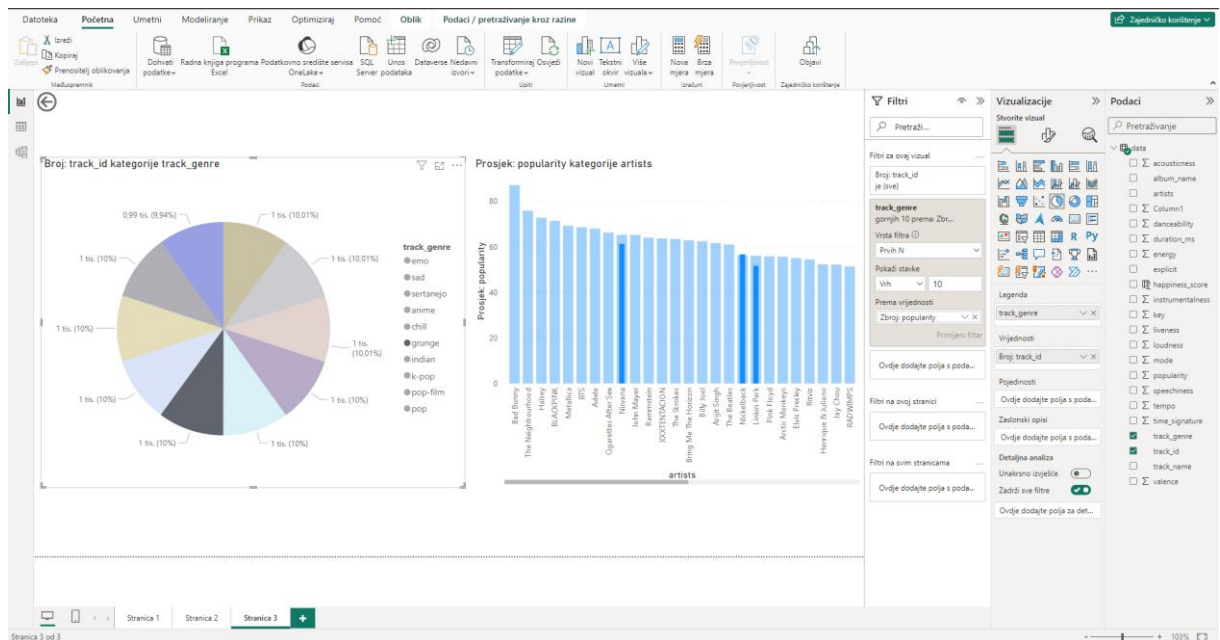 Datoteka Početna Umetni Modeliranje Prikaz Optimiziraj Pomoć Oblik Podaci / pretraživanje kroz razine
Zajedničko korištenje
Zalijepi
Izreži
Kopiraj
Prenositelj oblikovanja
Međuspremnik
Dohvati podatke
Radna knjiga programa Excel
Podatkovno središte servisa OneLake
SQL Server
Unos podataka
Dataverse
Nedavni izvori
Podaci
Transformiraj podatke
Osvježi
Upiti
Novi vizual
Tekstni okvir
Više vizuala
Umetni
Nova mjera
Brza mjera
Izračuni
Povjerljivost
Povjerljivost
Objavi
Zajedničko korištenje
Broj: track_id kategorije track_genre
0,99 tis. (9,94%)
1 tis. (10,01%)
1 tis. (10%)
1 tis. (10,01%)
1 tis. (10%)
1 tis.
(10,01%)
1 tis. (10%)
1 tis. (10%)
1 tis. (10%)
1 tis. (10%)
track_genre
emo
sad
sertanejo
anime
chill
grunge
indian
k-pop
pop-film
pop
Prosjek: popularity kategorije artists
Prosjek: popularity
80
60
40
20
0
Bad Bunny
The Neighbourhood
Halsey
BLACKPINK
Metallica
BTS
Adele
Cigarettes After Sex
Nirvana
John Mayer
Rammstein
XXXTENTACION
The Strokes
Bring Me The Horizon
Billy Joel
Arijit Singh
The Beatles
Nickelback
Linkin Park
Pink Floyd
Arctic Monkeys
Elvis Presley
Ritviz
Henrique & Juliano
Jay Chou
RADWIMPS
artists
Filtri
Pretraži...
Filtri za ovaj vizual
Broj: track_id
je (sve)
track_genre
gornjih 10 prema: Zbr...
Vrsta filtra
Prvih N
Pokaži stavke
Vrh 10
Prema vrijednosti
Zbroj: popularity
Primijeni filtar
Ovdje dodajte polja s poda...
Filtri na ovoj stranici
Ovdje dodajte polja s poda...
Filtri na svim stranicama
Ovdje dodajte polja s poda...
Vizualizacije
Stvorite vizual
R Py
Legenda
track_genre
Vrijednosti
Broj: track_id
Pojedinosti
Ovdje dodajte polja s poda...
Zaslonski opisi
Ovdje dodajte polja s poda...
Detaljna analiza
Unakrsno izvješće
Zadrži sve filtre
Ovdje dodajte polja za det...
Podaci
Pretraživanje
data
acousticness
album_name
artists
Column1
danceability
duration_ms
energy
explicit
happiness_score
instrumentalness
key
liveness
loudness
mode
popularity
speechiness
tempo
time_signature
track_genre
track_id
track_name
valence
Stranica 1 Stranica 2 Stranica 3
Stranica 3 od 3
103%